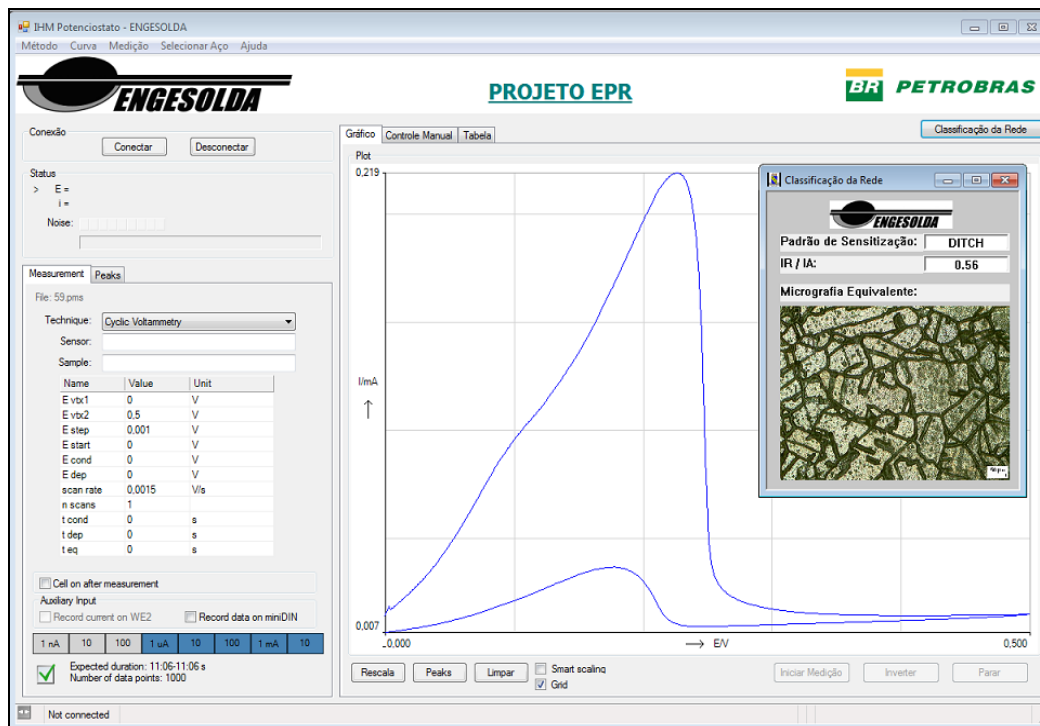 IHM Potenciostato - ENGESOLDA
Método Curva Medição Selecionar Aço Ajuda
ENGESOLDA
PROJETO EPR
BR PETROBRAS
Conexão
Conectar Desconectar
Status
> E =
i =
Noise:
Measurement Peaks
File: 59.pms
Technique: Cyclic Voltammetry
Sensor:
Sample:
Name Value Unit
E vtx1 0 V
E vtx2 0,5 V
E step 0,001 V
E start 0 V
E cond 0 V
E dep 0 V
scan rate 0,0015 V/s
n scans 1
t cond 0 s
t dep 0 s
t eq 0 s
Cell on after measurement
Auxiliary Input
Record current on WE2 Record data on miniDIN
1 nA 10 100 1 uA 10 100 1 mA 10
Expected duration: 11:06-11:06 s
Number of data points: 1000
Not connected
Gráfico Controle Manual Tabela
Classificação da Rede
Plot
0,219
I/mA
0,007
-0,000 E/V 0,500
Rescala Peaks Limpar Smart scaling
Grid
Iniciar Medição Inverter Parar
Classificação da Rede
ENGESOLDA
Padrão de Sensitização: DITCH
IR / IA: 0.56
Micrografia Equivalente: